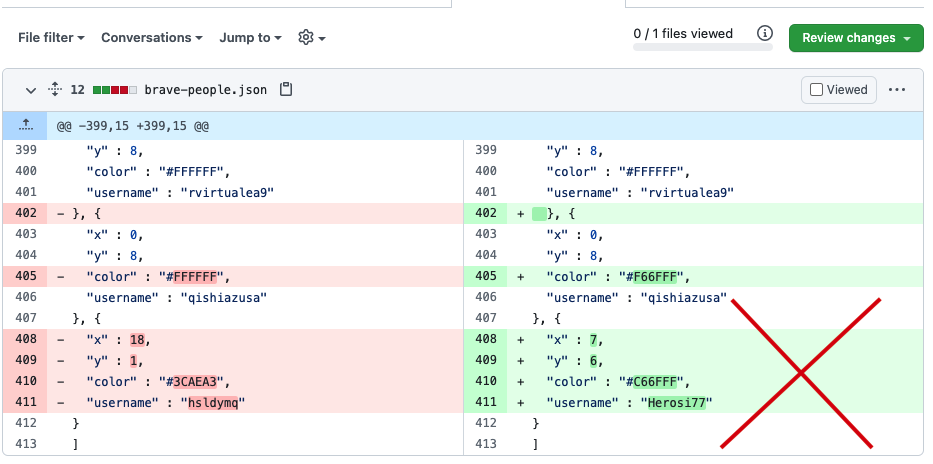 File filter Conversations Jump to 0 / 1 files viewed Review changes
12 brave-people.json Viewed
@@ -399,15 +399,15 @@
399 "y" : 8, 399 "y" : 8,
400 "color" : "#FFFFFF", 400 "color" : "#FFFFFF",
401 "username" : "rvirtualea9" 401 "username" : "rvirtualea9"
402 - }, { 402 + }, {
403 "x" : 0, 403 "x" : 0,
404 "y" : 8, 404 "y" : 8,
405 - "color" : "#FFFFFF", 405 + "color" : "#F66FFF",
406 "username" : "qishiazusa" 406 "username" : "qishiazusa"
407 }, { 407 }, {
408 - "x" : 18, 408 + "x" : 7,
409 - "y" : 1, 409 + "y" : 6,
410 - "color" : "#3CAEA3", 410 + "color" : "#C66FFF",
411 - "username" : "hsldymq" 411 + "username" : "Herosi77"
412 } 412 }
413 ] 413 ]